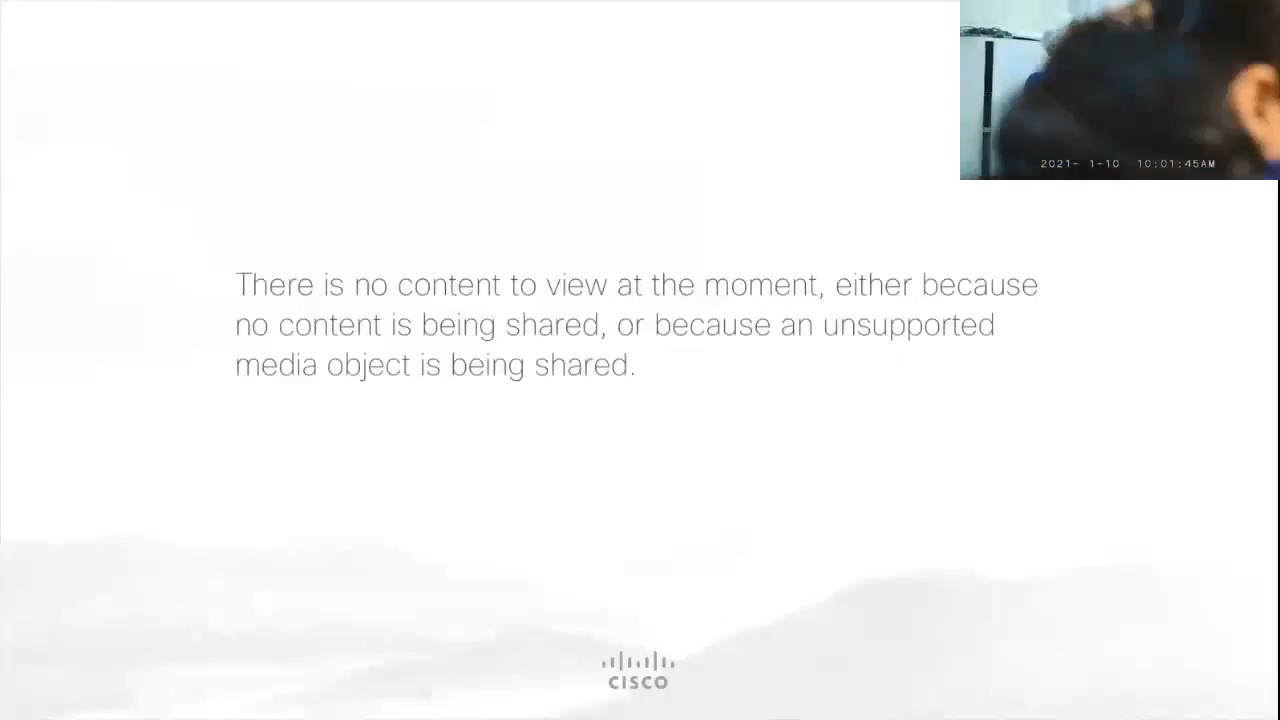 2021- 1-10 10:01:45AM
There is no content to view at the moment, either because
no content is being shared, or because an unsupported
media object is being shared.
CISCO